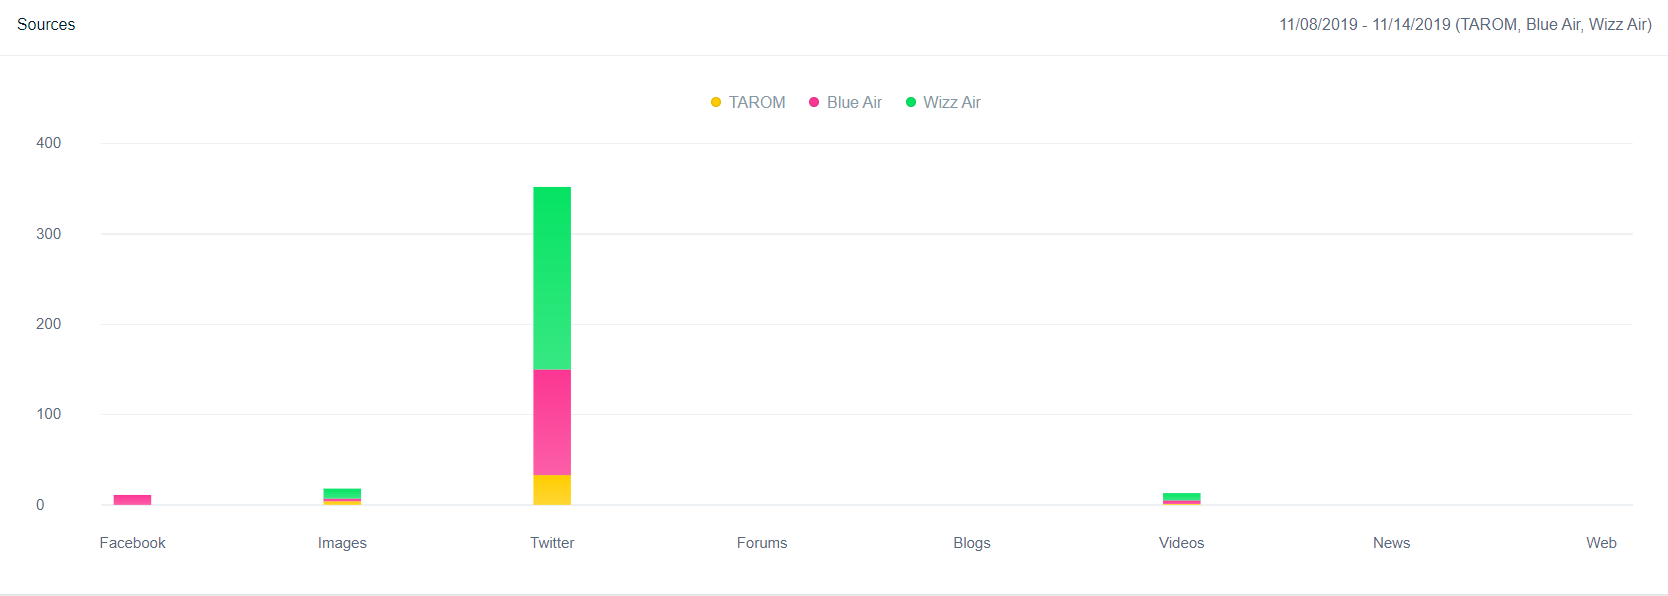 Sources
11/08/2019 - 11/14/2019 (TAROM, Blue Air, Wizz Air)
TAROM Blue Air Wizz Air
400
300
200
100
0
Facebook Images Twitter Forums Blogs Videos News Web